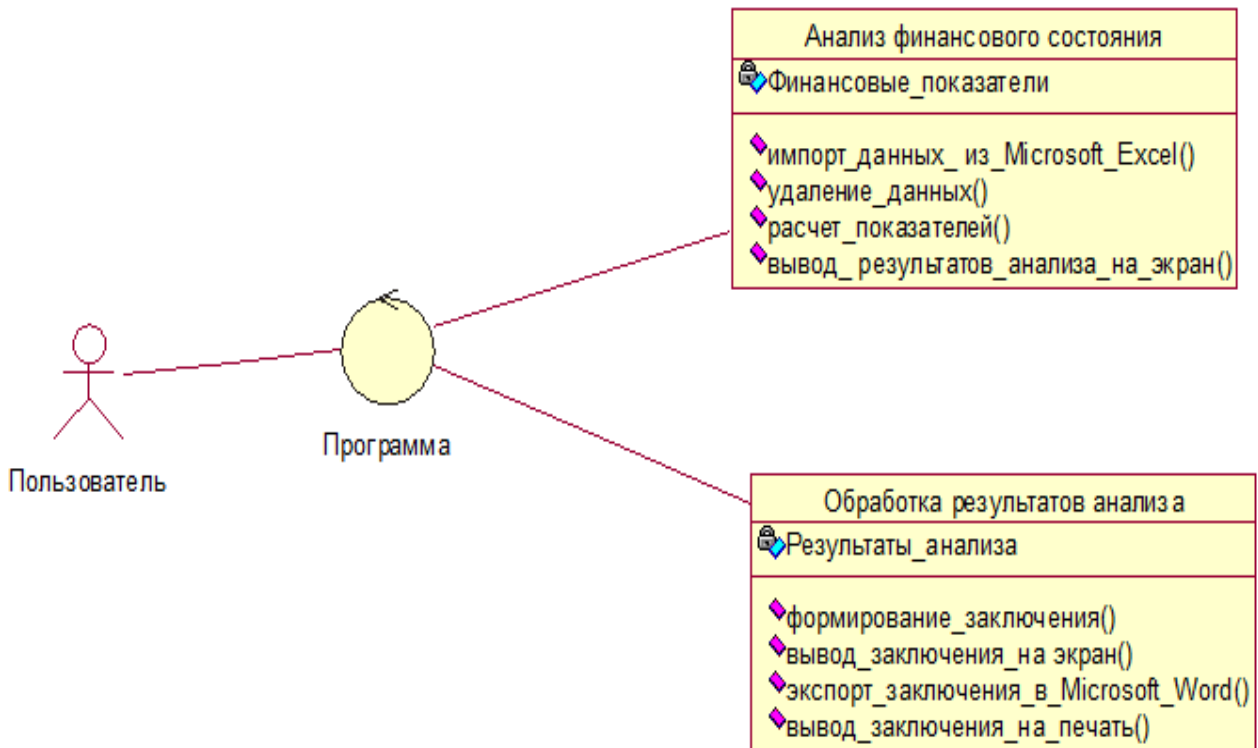 Анализ финансового состояния
Финансовые_показатели
импорт_данных_ из_Microsoft_Excel()
удаление_данных()
расчет_показателей()
вывод_ результатов_анализа_на_экран()
Программа
Пользователь
Обработка результатов анализа
Результаты_анализа
формирование_заключения()
вывод_заключения_на экран()
экспорт_заключения_в_Microsoft_Word()
вывод_заключения_на_печать()